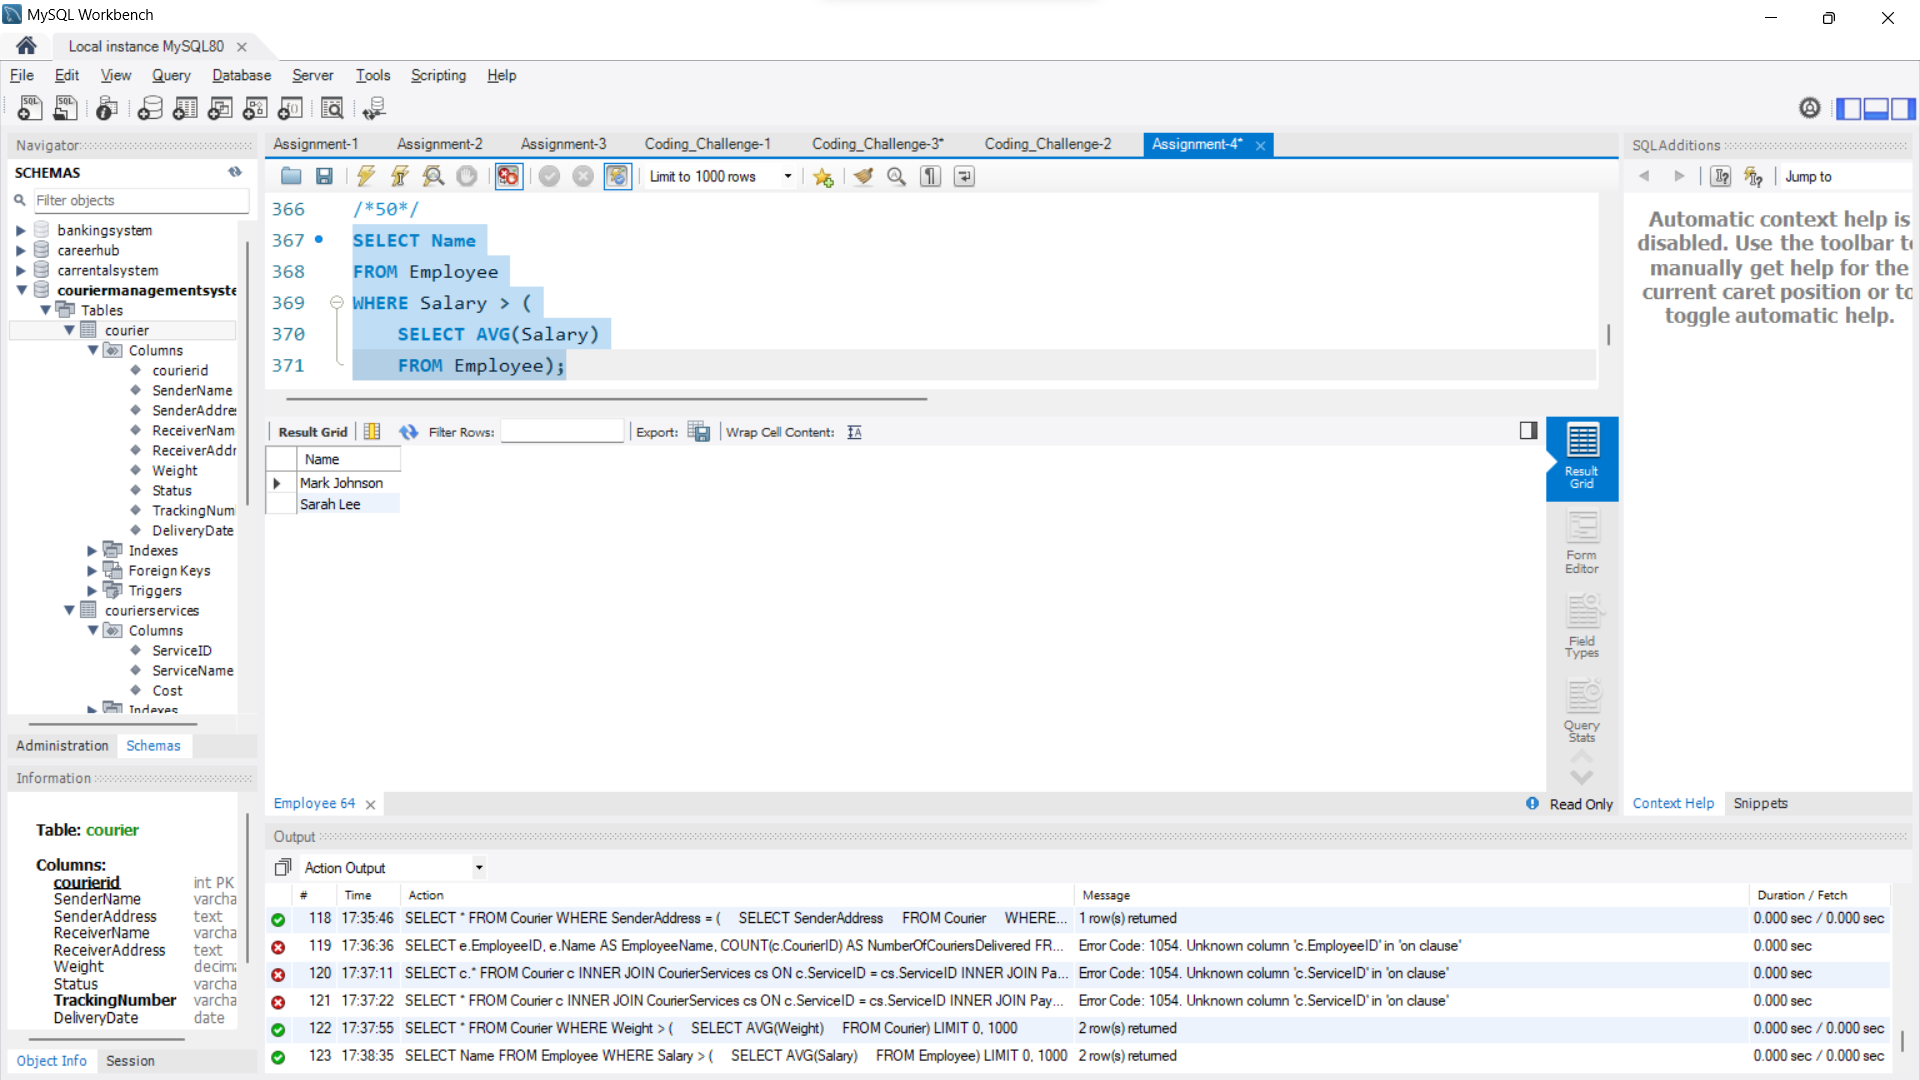 MySQL Workbench
Local instance MySQL80
File Edit View Query Database Server Tools Scripting Help
Navigator
SCHEMAS
Filter objects
bankingsystem
careerhub
carrentalsystem
couriermanagementsyste
Tables
courier
Columns
courierid
SenderName
SenderAddre
ReceiverNam
ReceiverAddr
Weight
Status
TrackingNum
DeliveryDate
Indexes
Foreign Keys
Triggers
courierservices
Columns
ServiceID
ServiceName
Cost
Indexes
Administration Schemas
Information
Table: courier
Columns:
courierid int PK
SenderName varcha
SenderAddress text
ReceiverName varcha
ReceiverAddress text
Weight decim
Status varcha
TrackingNumber varcha
DeliveryDate date
Object Info Session
Assignment-1 Assignment-2 Assignment-3 Coding_Challenge-1 Coding_Challenge-3* Coding_Challenge-2 Assignment-4*
Limit to 1000 rows
366 /*50*/
367 SELECT Name
368 FROM Employee
369 WHERE Salary > (
370 SELECT AVG(Salary)
371 FROM Employee);
Result Grid Filter Rows: Export: Wrap Cell Content:
Name
Mark Johnson
Sarah Lee
Result
Grid
Form
Editor
Field
Types
Query
Stats
Employee 64
Read Only
SQLAdditions
Jump to
Automatic context help is
disabled. Use the toolbar to
manually get help for the
current caret position or to
toggle automatic help.
Context Help Snippets
Output
Action Output
# Time Action Message Duration / Fetch
118 17:35:46 SELECT * FROM Courier WHERE SenderAddress = ( SELECT SenderAddress FROM Courier WHERE... 1 row(s) returned 0.000 sec / 0.000 sec
119 17:36:36 SELECT e.EmployeeID, e.Name AS EmployeeName, COUNT(c.CourierID) AS NumberOfCouriersDelivered FR... Error Code: 1054. Unknown column 'c.EmployeeID' in 'on clause' 0.000 sec
120 17:37:11 SELECT c.* FROM Courier c INNER JOIN CourierServices cs ON c.ServiceID = cs.ServiceID INNER JOIN Pa... Error Code: 1054. Unknown column 'c.ServiceID' in 'on clause' 0.000 sec
121 17:37:22 SELECT * FROM Courier c INNER JOIN CourierServices cs ON c.ServiceID = cs.ServiceID INNER JOIN Pay... Error Code: 1054. Unknown column 'c.ServiceID' in 'on clause' 0.000 sec
122 17:37:55 SELECT * FROM Courier WHERE Weight > ( SELECT AVG(Weight) FROM Courier) LIMIT 0, 1000 2 row(s) returned 0.000 sec / 0.000 sec
123 17:38:35 SELECT Name FROM Employee WHERE Salary > ( SELECT AVG(Salary) FROM Employee) LIMIT 0, 1000 2 row(s) returned 0.000 sec / 0.000 sec